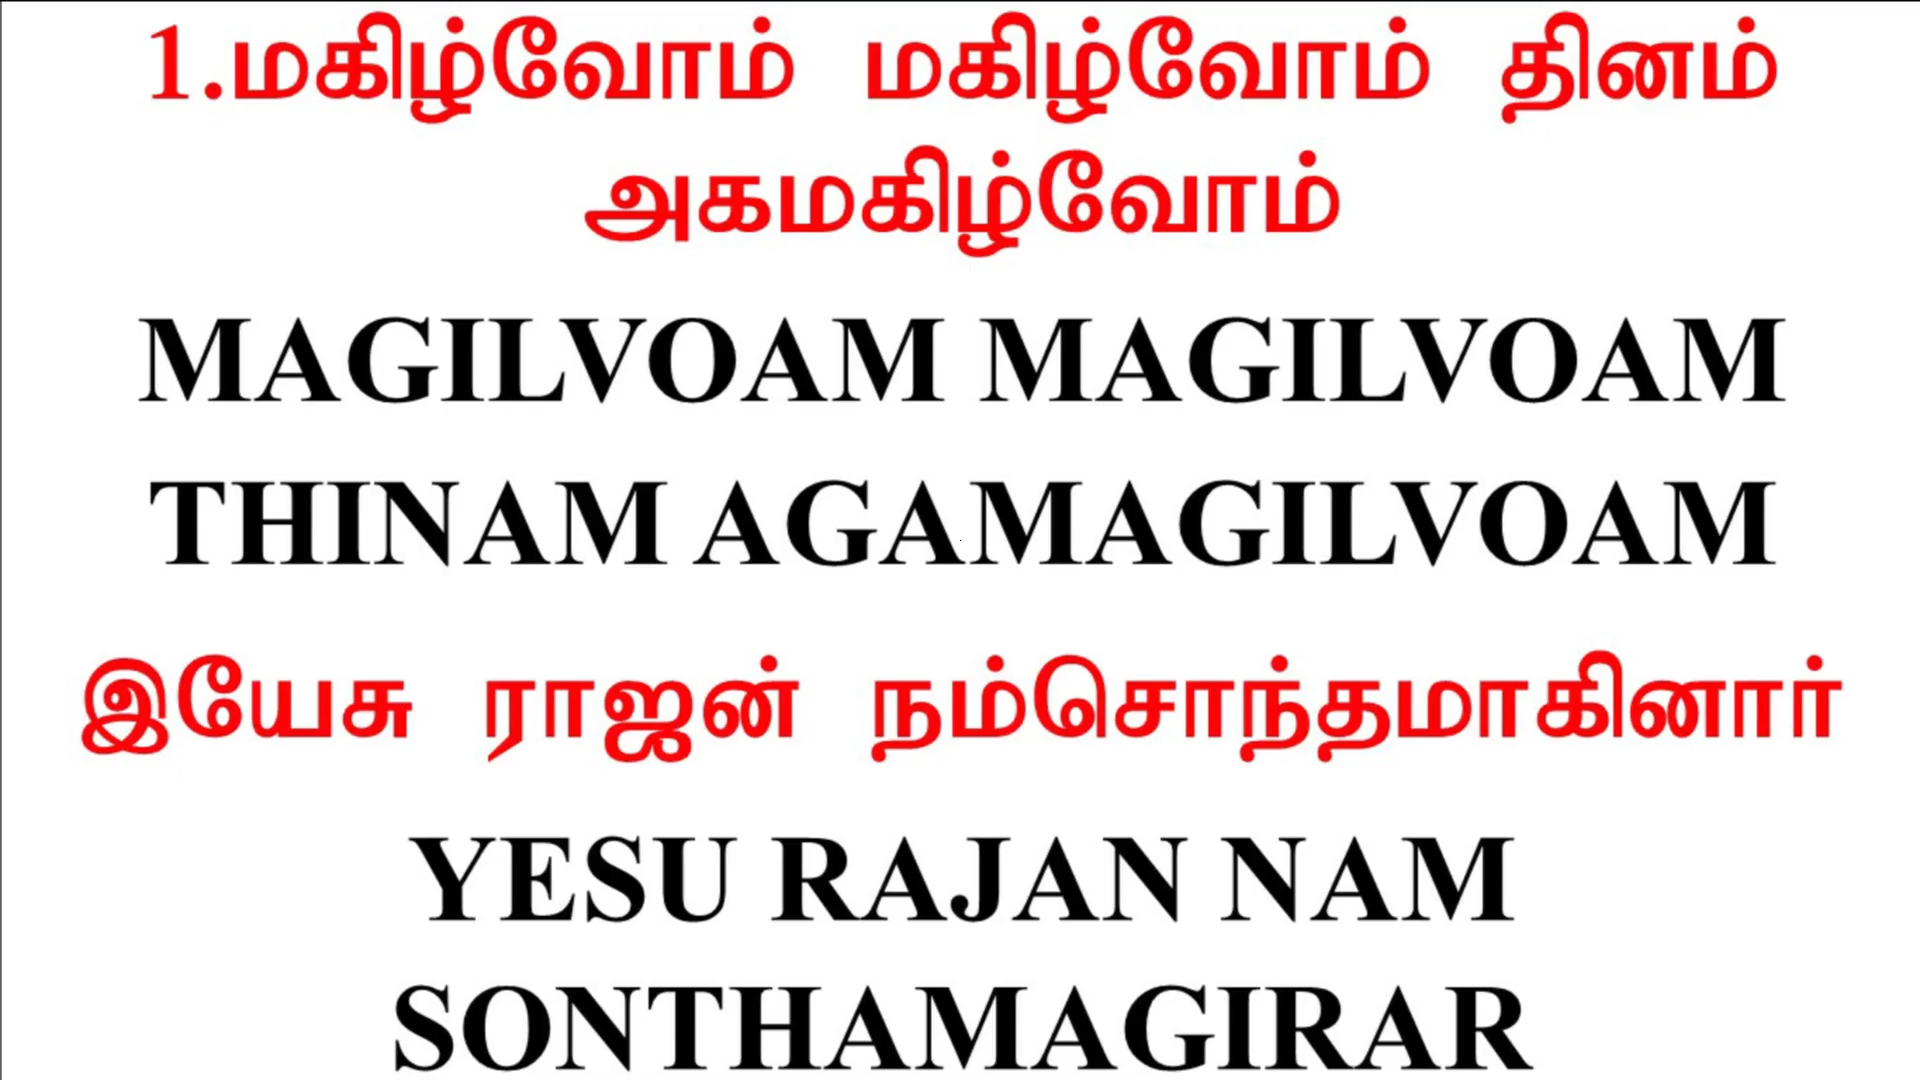 1.மகிழ்வோம் மகிழ்வோம் தினம்
அகமகிழ்வோம்
MAGILVOAM MAGILVOAM
THINAM AGAMAGILVOAM
இயேசு ராஜன் நம்சொந்தமாகினார்
YESU RAJAN NAM
SONTHAMAGIRAR